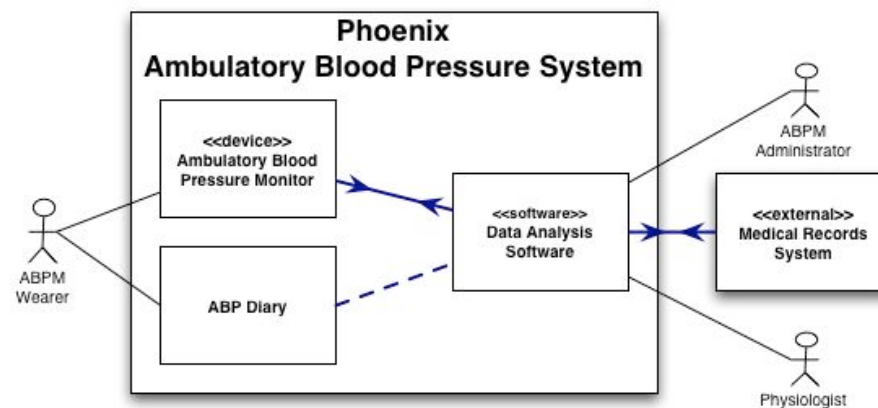 Phoenix
Ambulatory Blood Pressure System
<<device>>
Ambulatory Blood
Pressure Monitor
ABP Diary
ABPM
Wearer
<<software>>
Data Analysis
Software
ABPM
Administrator
<<external>>
Medical Records
System
Physiologist